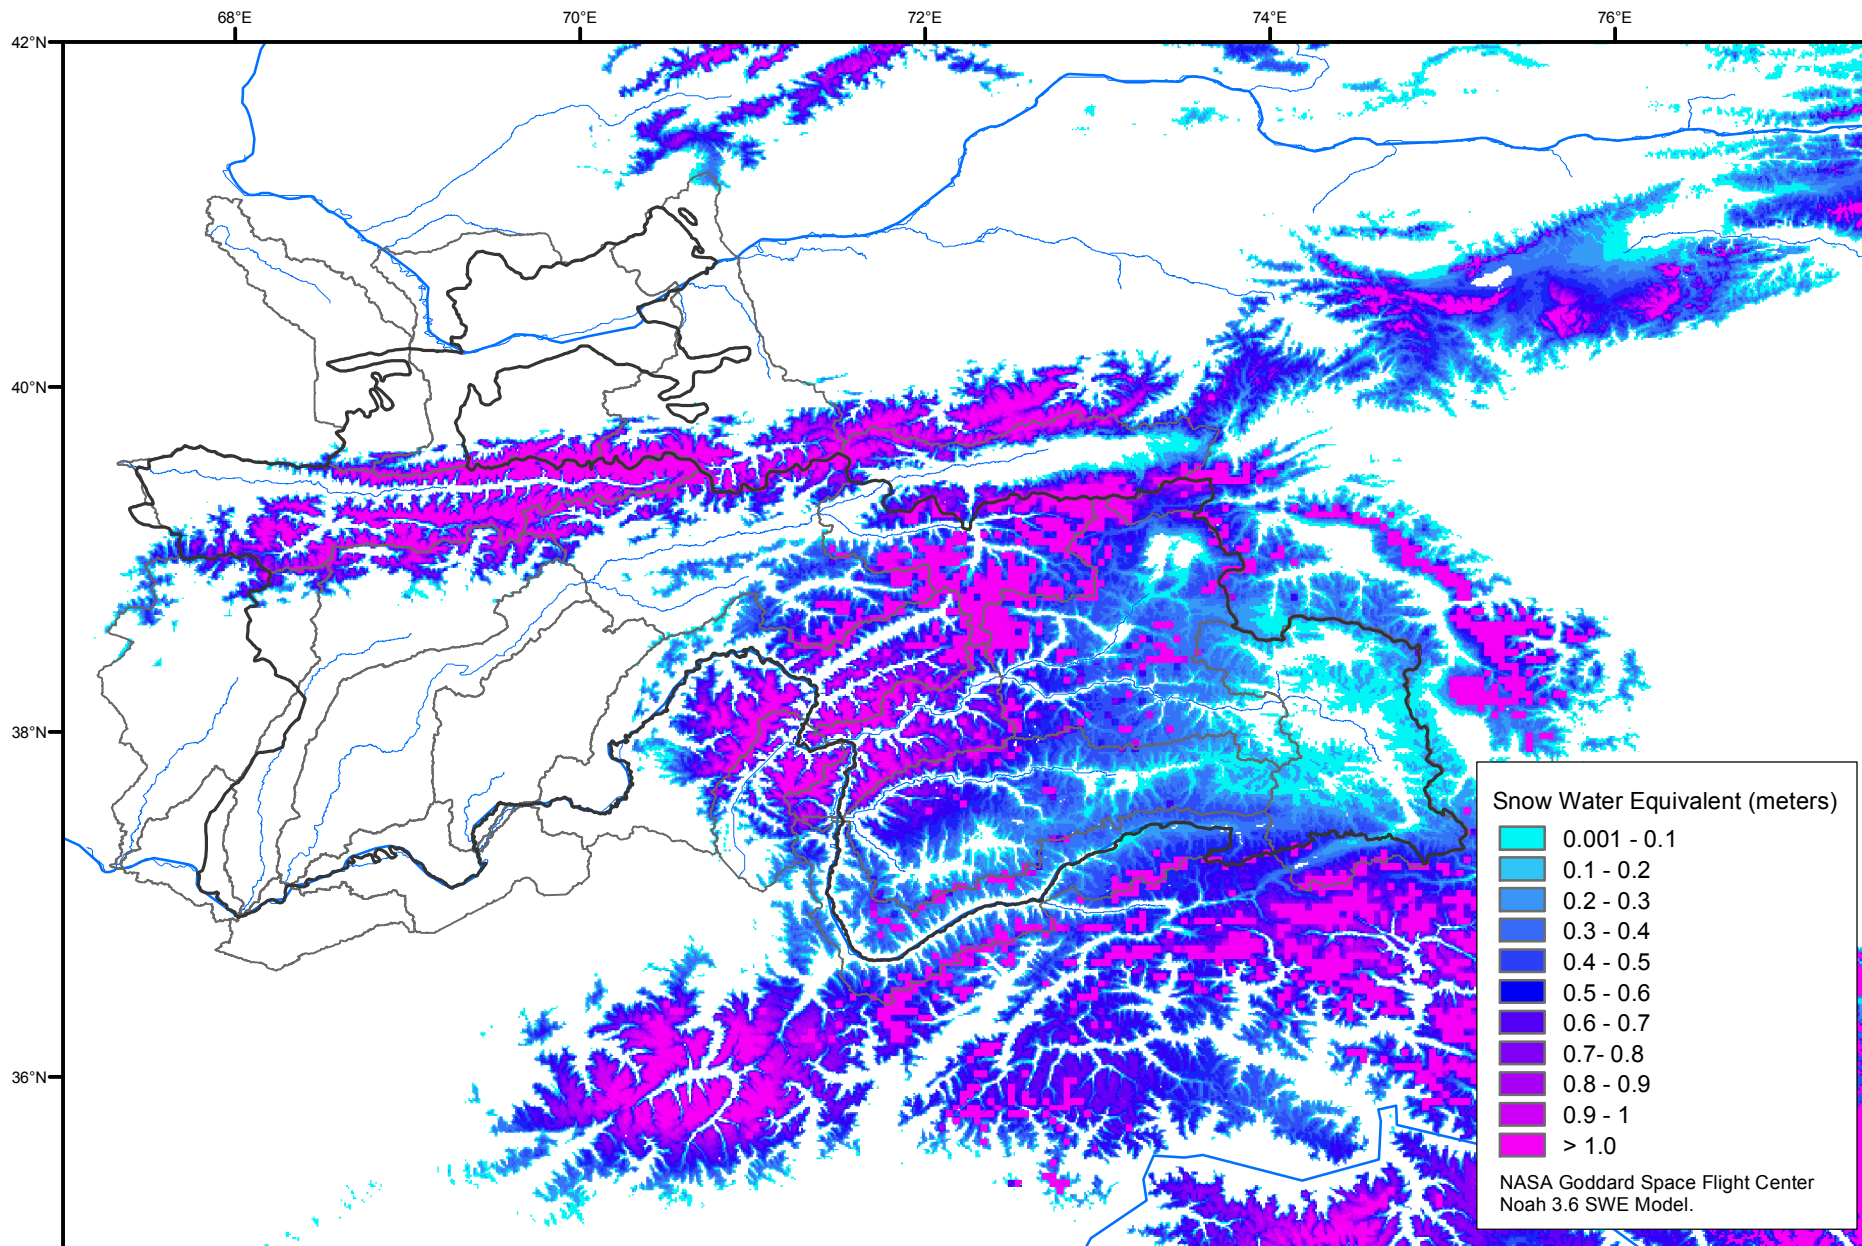 68°E
70°E
72°E
74°E
76°E
42°N
40°N
38°N
36°N
Snow Water Equivalent (meters)
0.001 - 0.1
0.1 - 0.2
0.2 - 0.3
0.3 - 0.4
0.4 - 0.5
0.5 - 0.6
0.6 - 0.7
0.7- 0.8
0.8 - 0.9
0.9 - 1
> 1.0
NASA Goddard Space Flight Center
Noah 3.6 SWE Model.